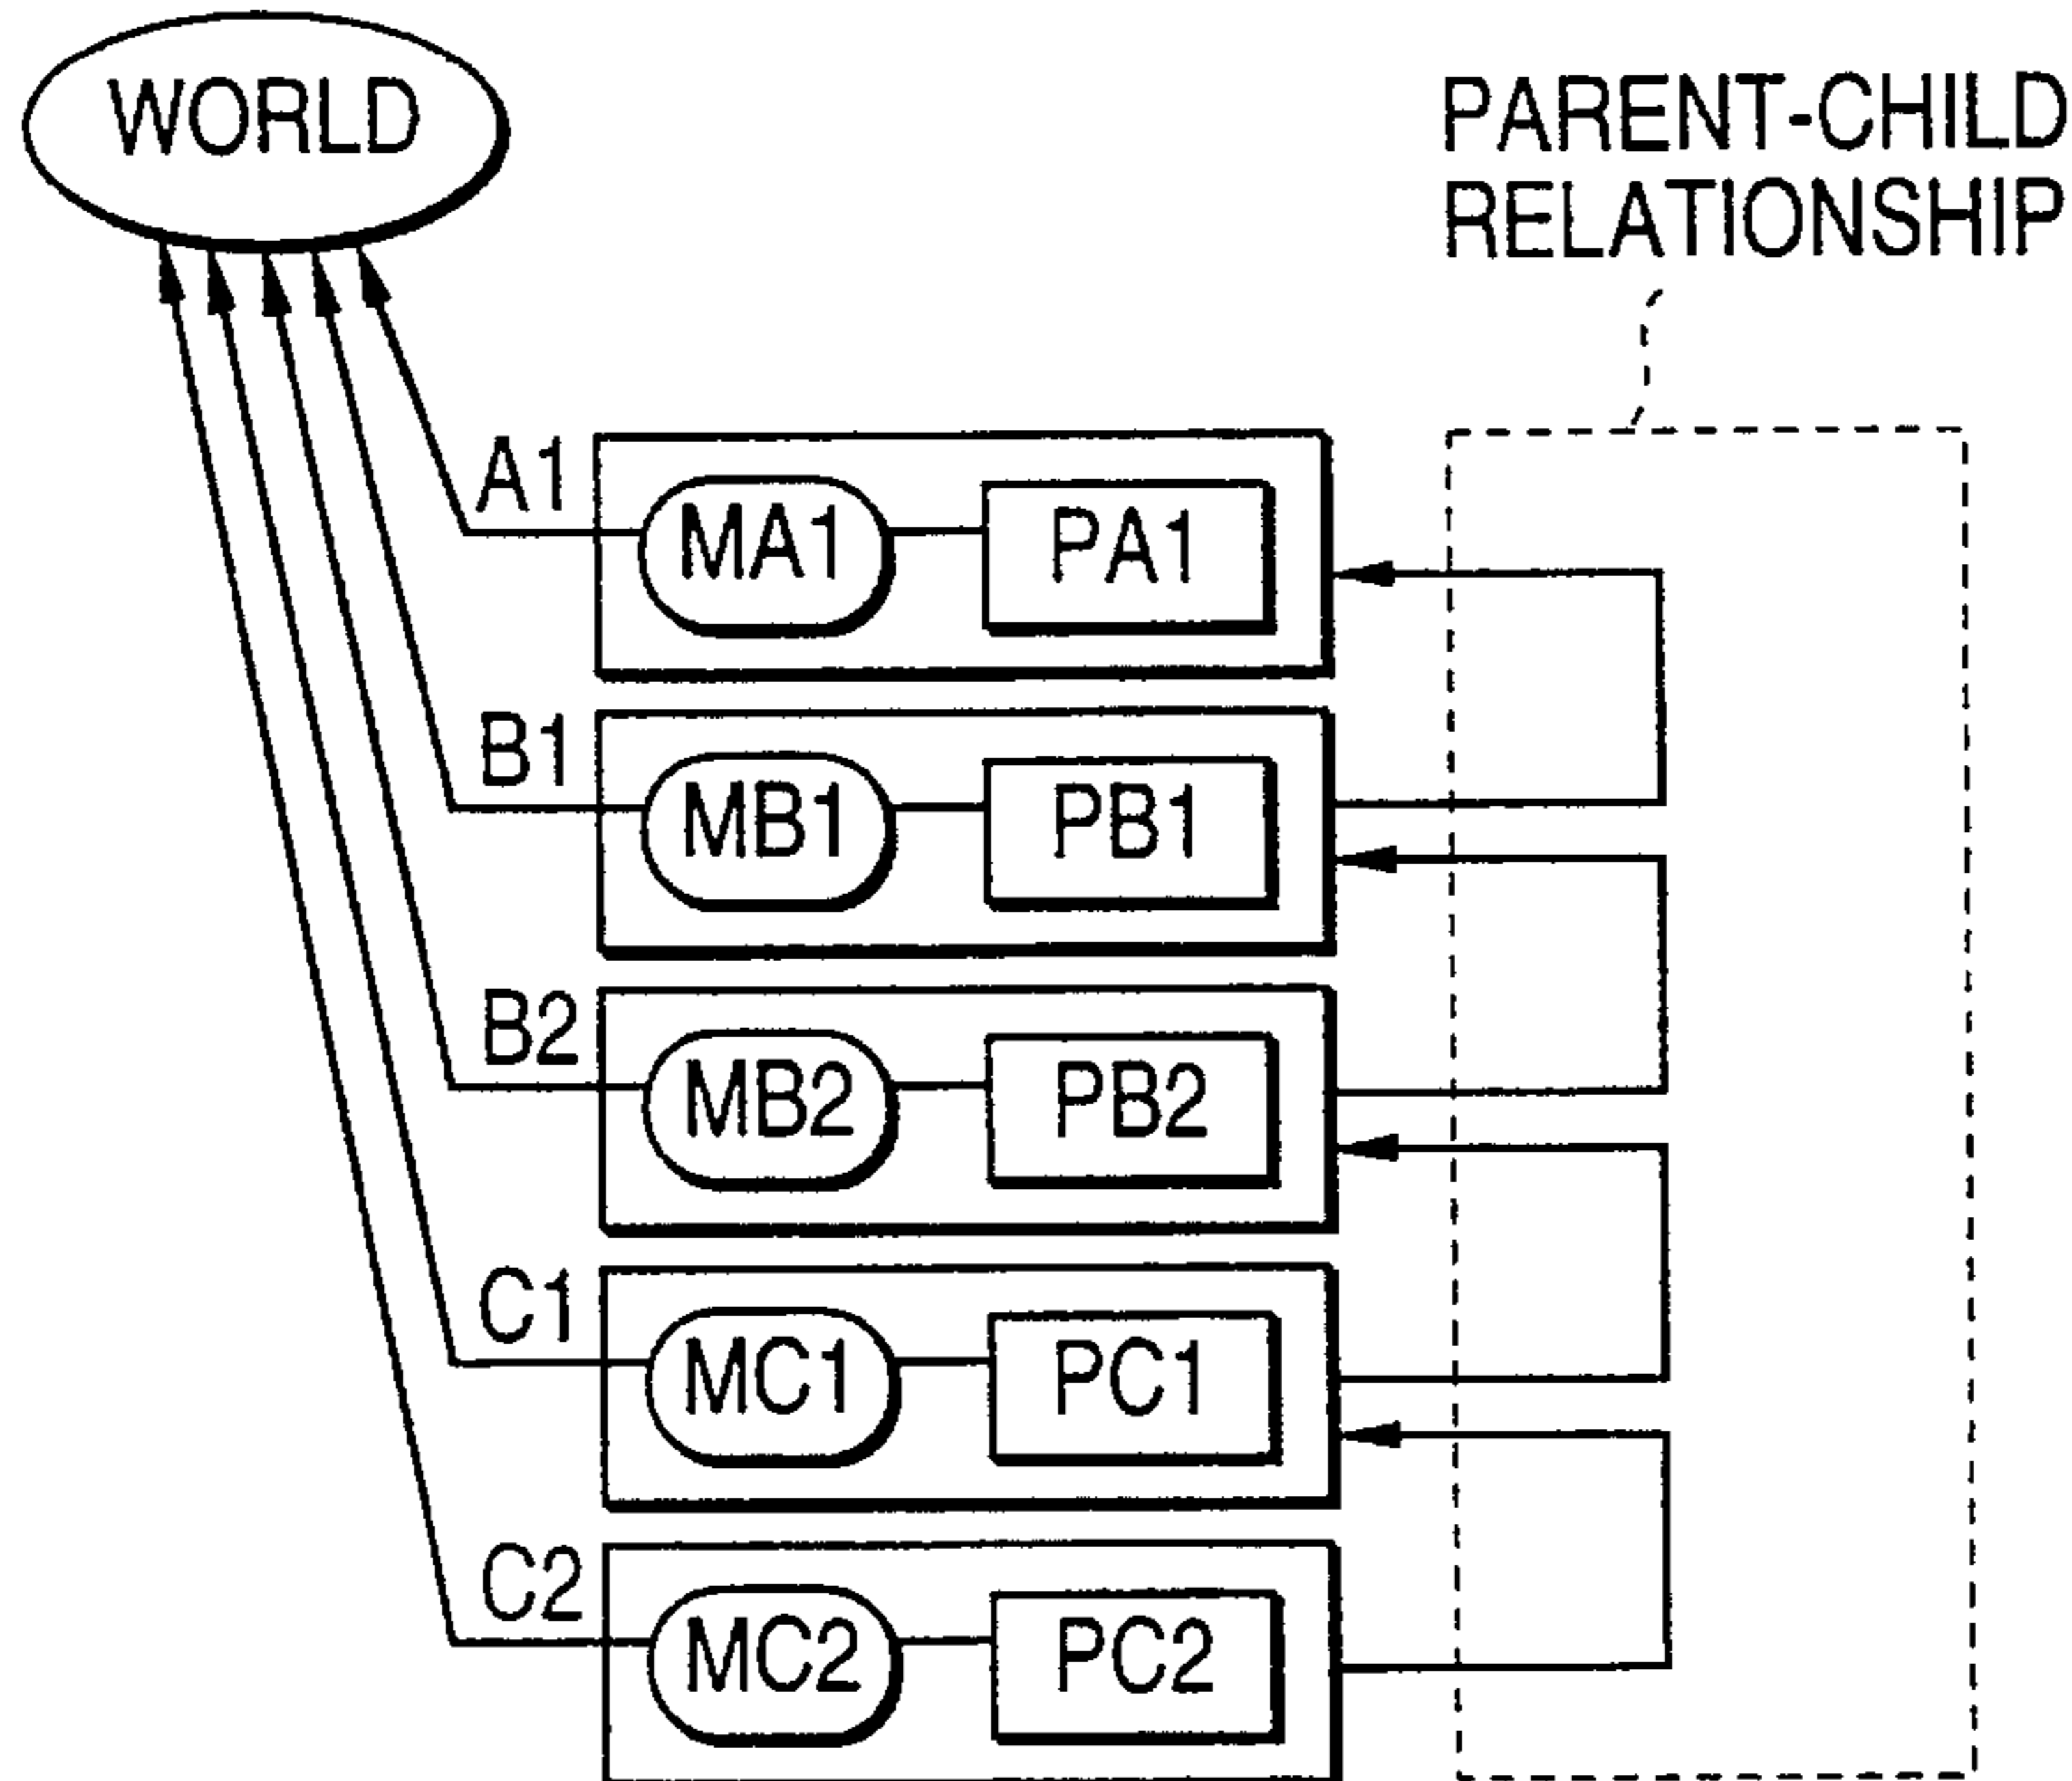 WORLD
PARENT-CHILD
RELATIONSHIP
A1
MA1
PA1
B1
MB1
PB1
B2
MB2
PB2
C1
MC1
PC1
C2
MC2
PC2